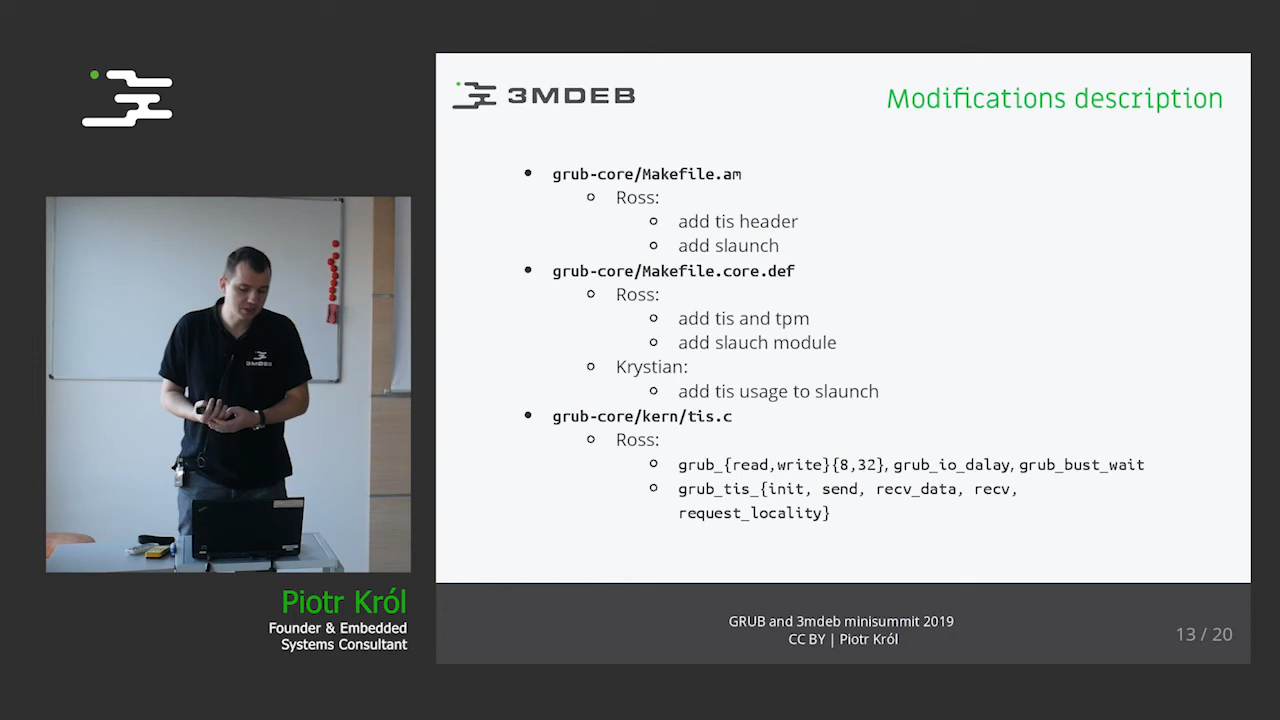 3MDEB
Modifications description
grub-core/Makefile.am
Ross:
add tis header
add slaunch
grub-core/Makefile.core.def
Ross:
add tis and tpm
add slauch module
Krystian:
add tis usage to slaunch
grub-core/kern/tis.c
Ross:
grub_{read,write}{8,32}, grub_io_dalay, grub_bust_wait
grub_tis_{init, send, recv_data, recv,
request_locality}
3MDEB
Piotr Król
Founder & Embedded
Systems Consultant
GRUB and 3mdeb minisummit 2019
CC BY | Piotr Król
13 / 20